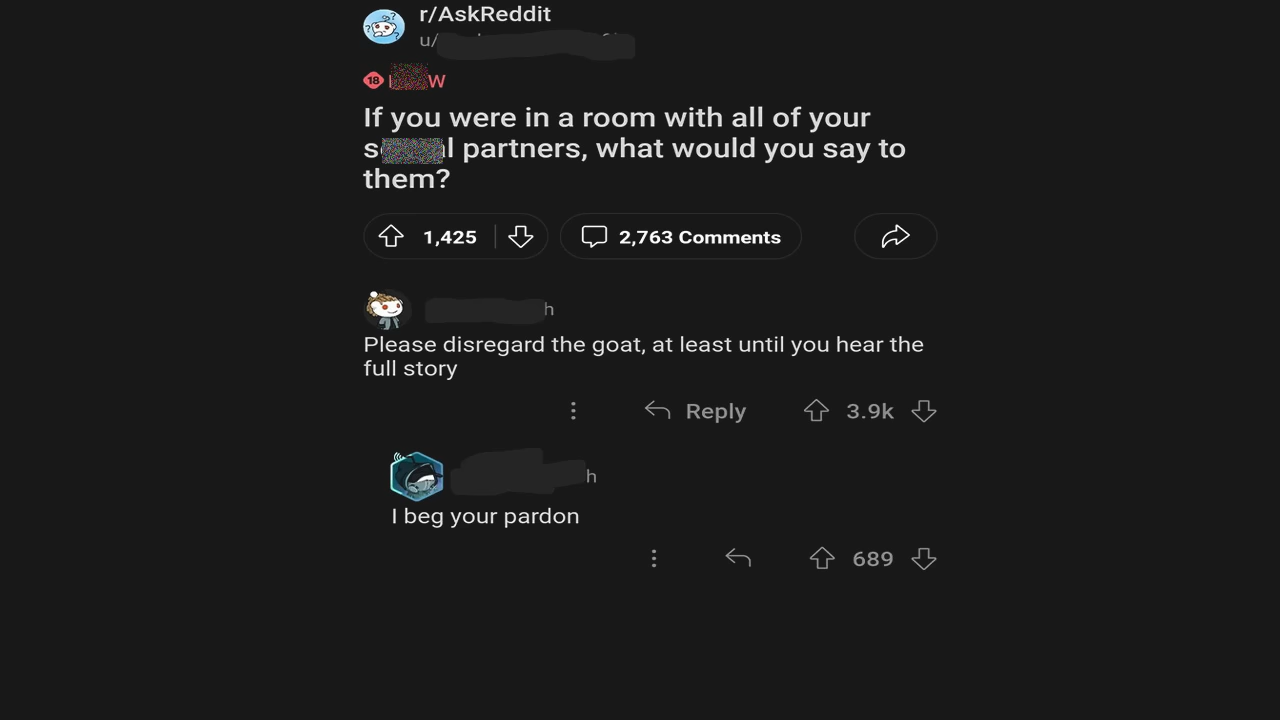 r/AskReddit
u/
18 W
If you were in a room with all of your
s l partners, what would you say to
them?
1,425 2,763 Comments
h
Please disregard the goat, at least until you hear the
full story
Reply 3.9k
h
I beg your pardon
689